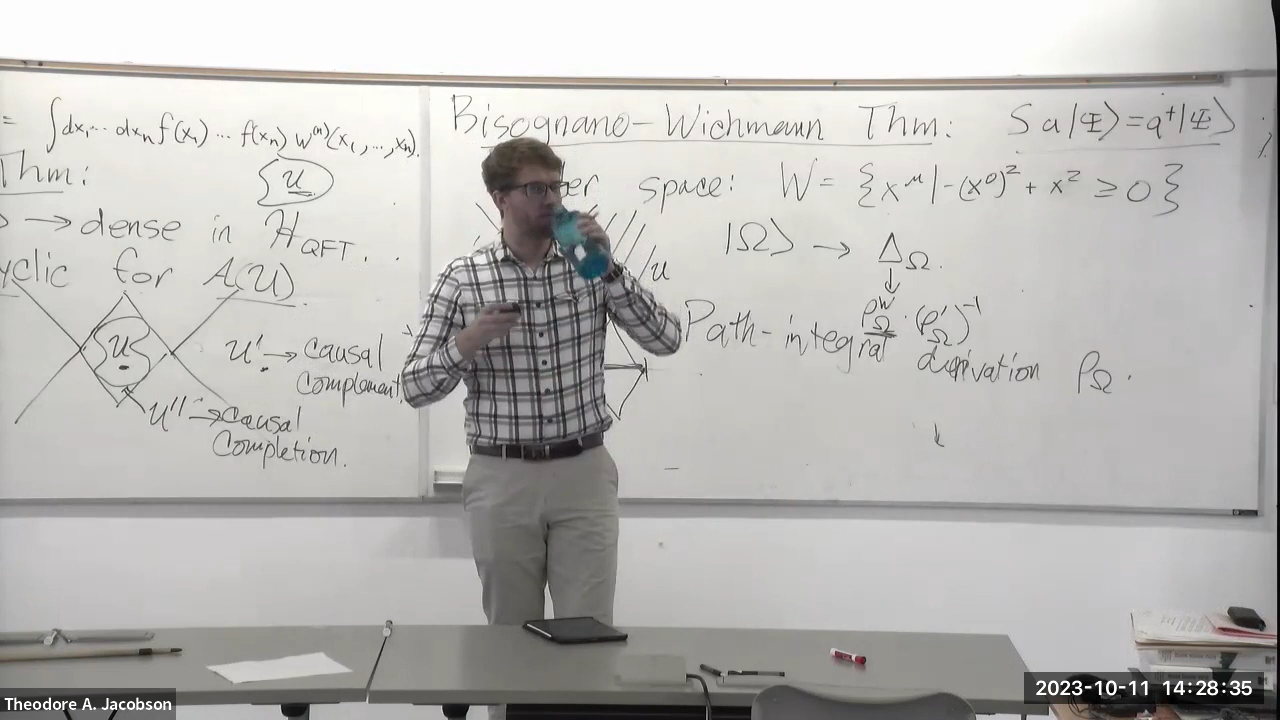 = ∫dx₁... dxₙ f(x₁) ... f(xₙ) W⁽ⁿ⁾(x₁, ..., xₙ).
Thm: {U}
→ dense in ℋ_QFT.
yclic for A(U)
U
U' → causal
complement
U'' → causal
completion.
Bisognano-Wichmann Thm: S a|Ψ⟩ = a†|Ψ⟩
er space: W = {x^μ | -(x⁰)² + x² ≥ 0}
|Ω⟩ → Δ_Ω.
U
ρ_Ω^W · (ρ'_Ω)⁻¹
Path-integral derivation ρ_Ω.
Theodore A. Jacobson
2023-10-11 14:28:35